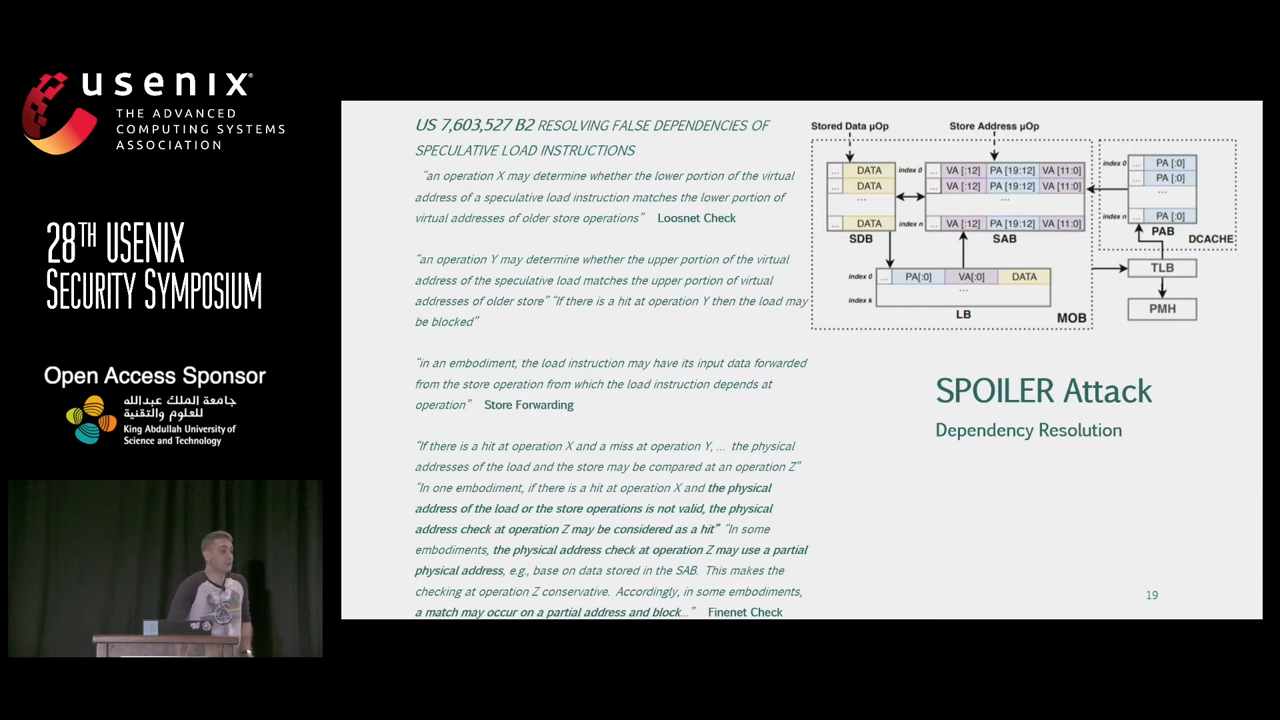 usenix
THE ADVANCED
COMPUTING SYSTEMS
ASSOCIATION
28TH USENIX
SECURITY SYMPOSIUM
Open Access Sponsor
جامعة الملك عبدالله
للعلوم والتقنية
King Abdullah University of
Science and Technology
US 7,603,527 B2 RESOLVING FALSE DEPENDENCIES OF
SPECULATIVE LOAD INSTRUCTIONS
"an operation X may determine whether the lower portion of the virtual
address of a speculative load instruction matches the lower portion of
virtual addresses of older store operations" Loosnet Check
"an operation Y may determine whether the upper portion of the virtual
address of the speculative load matches the upper portion of virtual
addresses of older store" "If there is a hit at operation Y then the load may
be blocked"
"in an embodiment, the load instruction may have its input data forwarded
from the store operation from which the load instruction depends at
operation" Store Forwarding
"If there is a hit at operation X and a miss at operation Y, ... the physical
addresses of the load and the store may be compared at an operation Z"
"In one embodiment, if there is a hit at operation X and the physical
address of the load or the store operations is not valid, the physical
address check at operation Z may be considered as a hit" "In some
embodiments, the physical address check at operation Z may use a partial
physical address, e.g., base on data stored in the SAB. This makes the
checking at operation Z conservative. Accordingly, in some embodiments,
a match may occur on a partial address and block..." Finenet Check
Stored Data µOp Store Address µOp
... DATA index 0 ... VA [:12] PA [19:12] VA [11:0] index 0 ... PA [:0]
... DATA ... VA [:12] PA [19:12] VA [11:0] ... PA [:0]
... ... ...
... DATA index n ... VA [:12] PA [19:12] VA [11:0] index n ... PA [:0]
SDB SAB PAB
DCACHE
index 0 ... PA[:0] VA[:0] DATA TLB
...
index k
LB MOB PMH
SPOILER Attack
Dependency Resolution
19